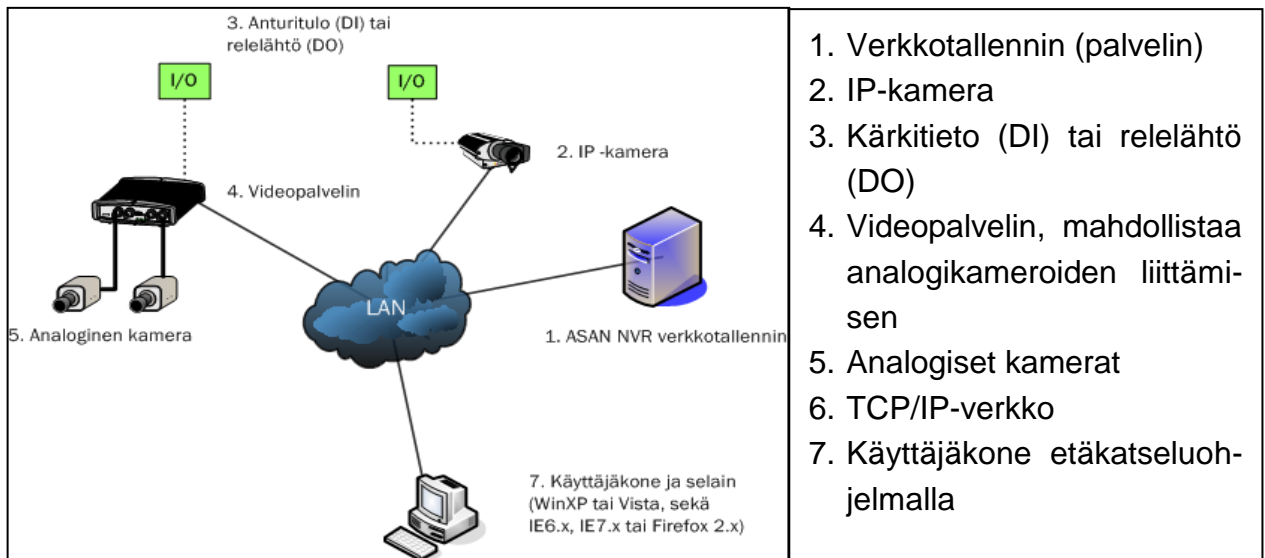 3. Anturitulo (DI) tai
relelähtö (DO)
I/O
I/O
2. IP -kamera
4. Videopalvelin
LAN
5. Analoginen kamera
1. ASAN NVR verkkotallennin
7. Käyttäjäkone ja selain
(WinXP tai Vista, sekä
IE6.x, IE7.x tai Firefox 2.x)
1. Verkkotallennin (palvelin)
2. IP-kamera
3. Kärkitieto (DI) tai relelähtö
(DO)
4. Videopalvelin, mahdollistaa
analogikameroiden liittämi-
sen
5. Analogiset kamerat
6. TCP/IP-verkko
7. Käyttäjäkone etäkatseluoh-
jelmalla